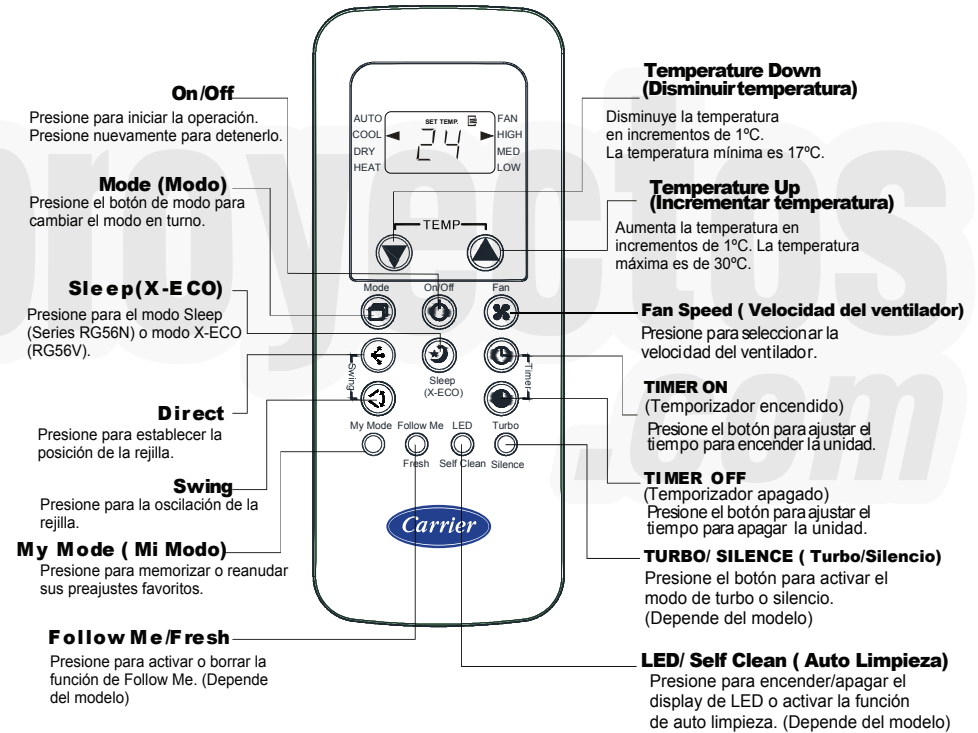 On/Off
Presione para iniciar la operación.
Presione nuevamente para detenerlo.
Mode (Modo)
Presione el botón de modo para
cambiar el modo en turno.
Sleep(X-ECO)
Presione para el modo Sleep
(Series RG56N) o modo X-ECO
(RG56V).
Direct
Presione para establecer la
posición de la rejilla.
Swing
Presione para la oscilación de la
rejilla.
My Mode ( Mi Modo)
Presione para memorizar o reanudar
sus preajustes favoritos.
Follow Me/Fresh
Presione para activar o borrar la
función de Follow Me. (Depende
del modelo)
AUTO
COOL
DRY
HEAT
SET TEMP.
24
FAN
HIGH
MED
LOW
TEMP
Mode On/Off Fan
Swing
Sleep
(X-ECO)
Timer
My Mode Follow Me LED Turbo
Fresh Self Clean Silence
Carrier
Temperature Down
(Disminuir temperatura)
Disminuye la temperatura
en incrementos de 1ºC.
La temperatura mínima es 17ºC.
Temperature Up
(Incrementar temperatura)
Aumenta la temperatura en
incrementos de 1ºC. La temperatura
máxima es de 30ºC.
Fan Speed ( Velocidad del ventilador)
Presione para seleccionar la
velocidad del ventilador.
TIMER ON
(Temporizador encendido)
Presione el botón para ajustar el
tiempo para encender la unidad.
TIMER OFF
(Temporizador apagado)
Presione el botón para ajustar el
tiempo para apagar la unidad.
TURBO/ SILENCE ( Turbo/Silencio)
Presione el botón para activar el
modo de turbo o silencio.
(Depende del modelo)
LED/ Self Clean ( Auto Limpieza)
Presione para encender/apagar el
display de LED o activar la función
de auto limpieza. (Depende del modelo)
proyectos
.com